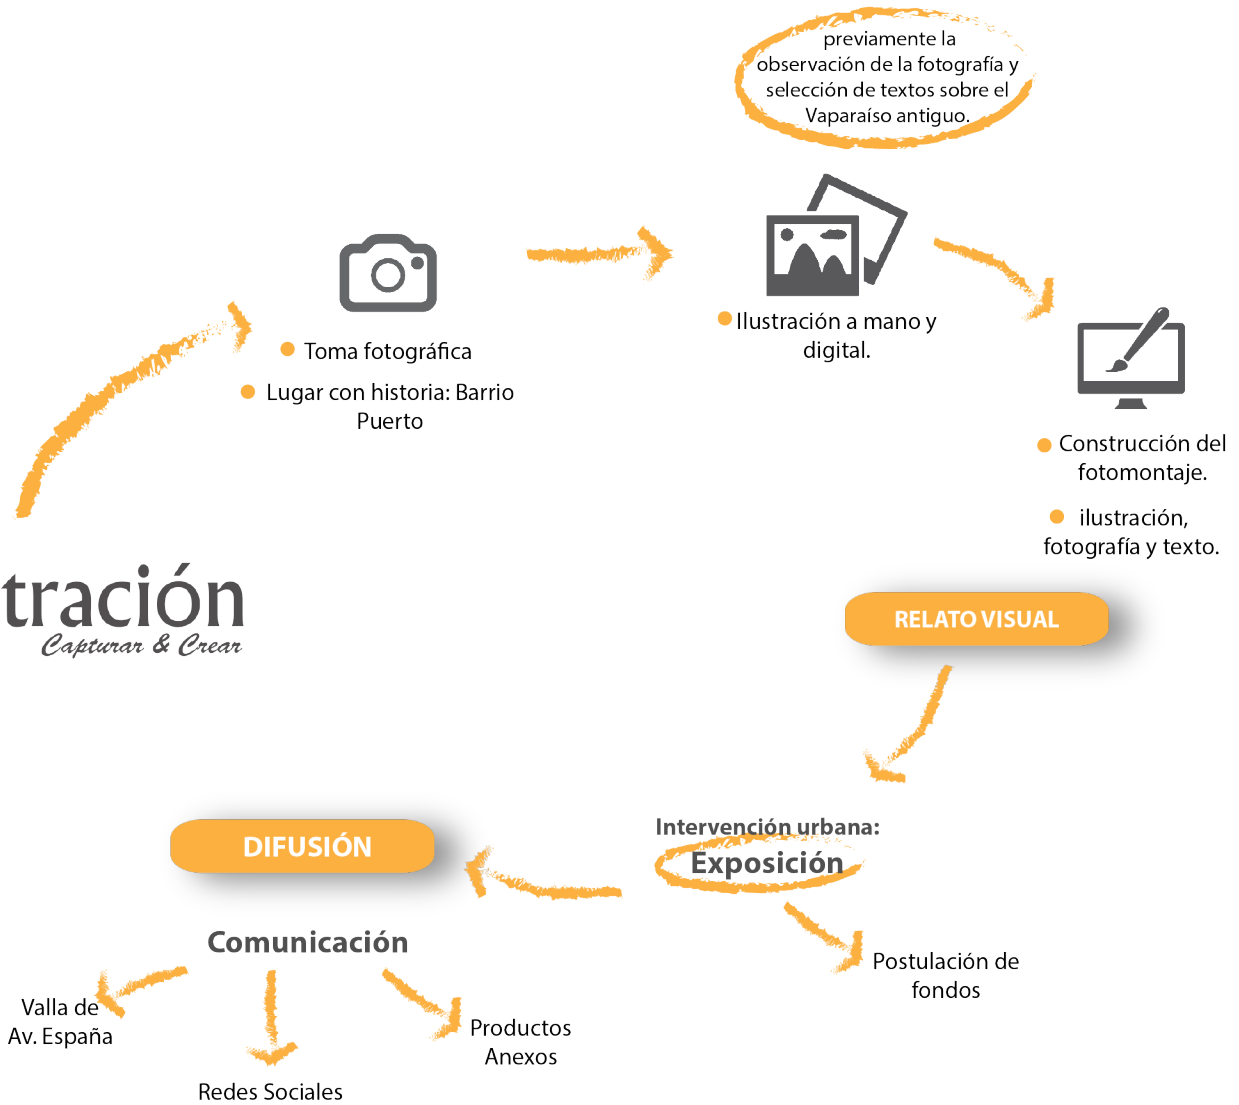 previamente la
observación de la fotografía y
selección de textos sobre el
Vaparaíso antiguo.
Toma fotográfica
Lugar con historia: Barrio
Puerto
Ilustración a mano y
digital.
Construcción del
fotomontaje.
ilustración,
fotografía y texto.
tración
Capturar & Crear
RELATO VISUAL
Intervención urbana:
Exposición
Postulación de
fondos
DIFUSIÓN
Comunicación
Valla de
Av. España
Redes Sociales
Productos
Anexos